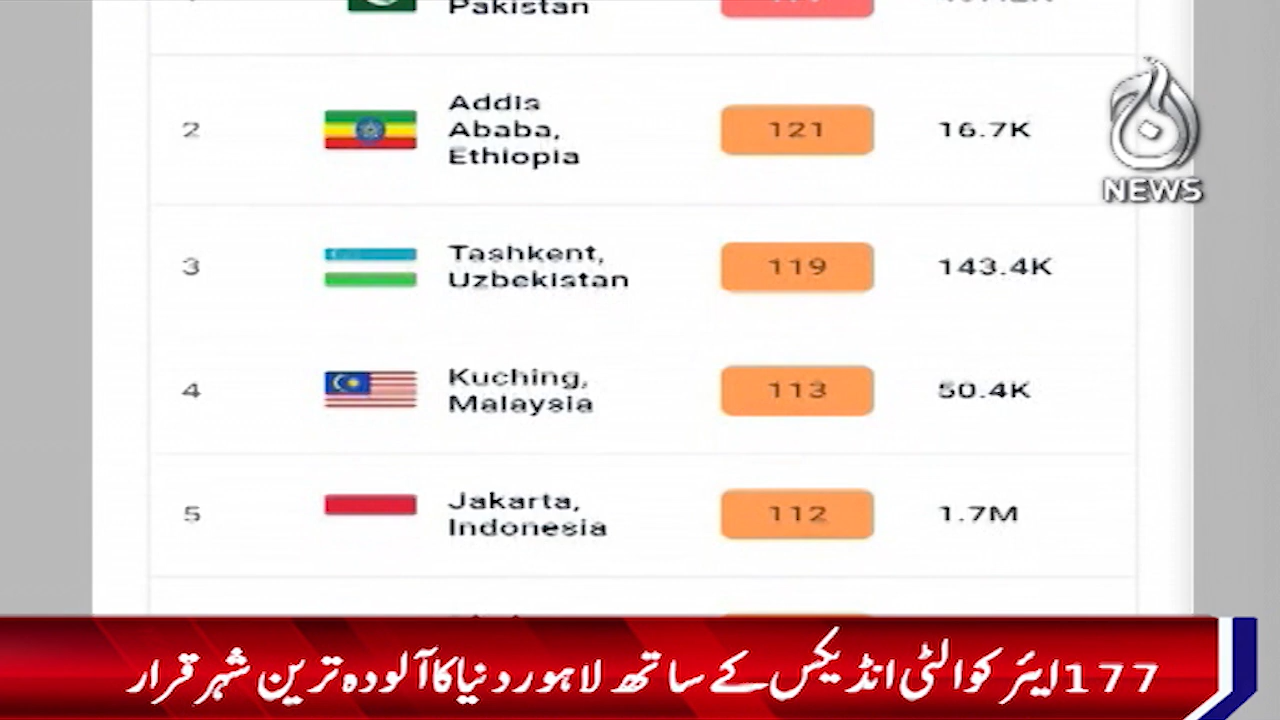 Pakistan
2
Addis
Ababa,
Ethiopia
121
16.7K
3
Tashkent,
Uzbekistan
119
143.4K
4
Kuching,
Malaysia
113
50.4K
5
Jakarta,
Indonesia
112
1.7M
NEWS
177ایئر کوالٹی انڈیکس کے ساتھ لاہور دنیا کا آلودہ ترین شہر قرار